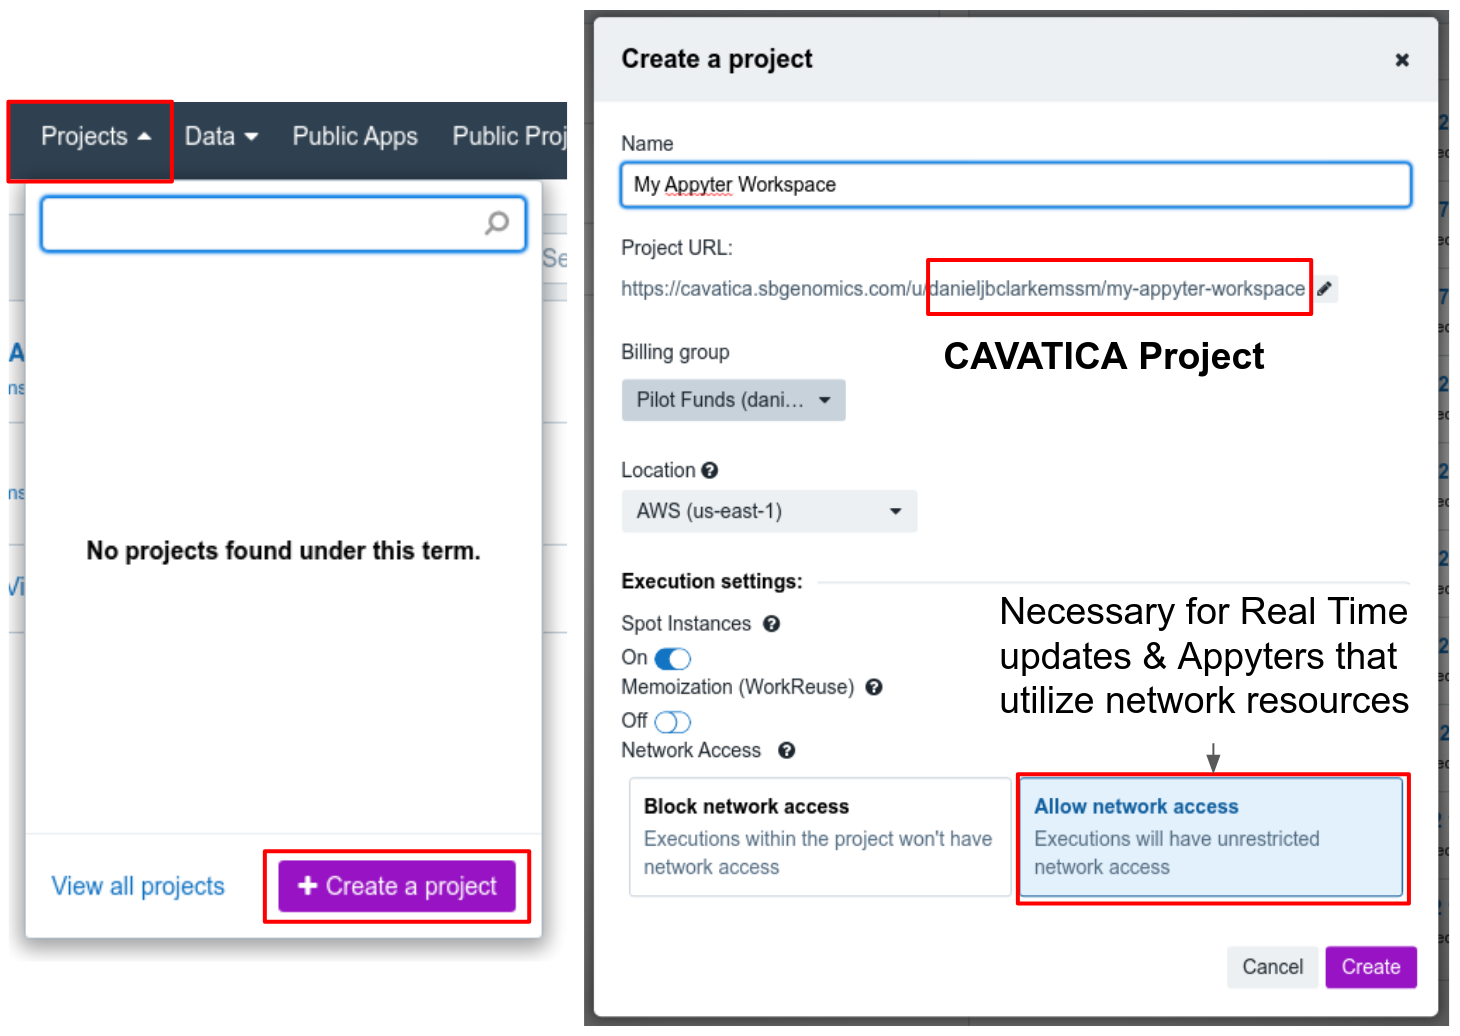 Projects
Data
Public Apps
Public Proj
Se
A
ns
ns
Vi
No projects found under this term.
View all projects
+ Create a project
Create a project
Name
My Appyter Workspace
Project URL:
https://cavatica.sbgenomics.com/u/danieljbclarkemssm/my-appyter-workspace
CAVATICA Project
Billing group
Pilot Funds (dani...
Location
AWS (us-east-1)
Execution settings:
Spot Instances
On
Memoization (WorkReuse)
Off
Network Access
Necessary for Real Time
updates & Appyters that
utilize network resources
Block network access
Executions within the project won't have
network access
Allow network access
Executions will have unrestricted
network access
Cancel
Create